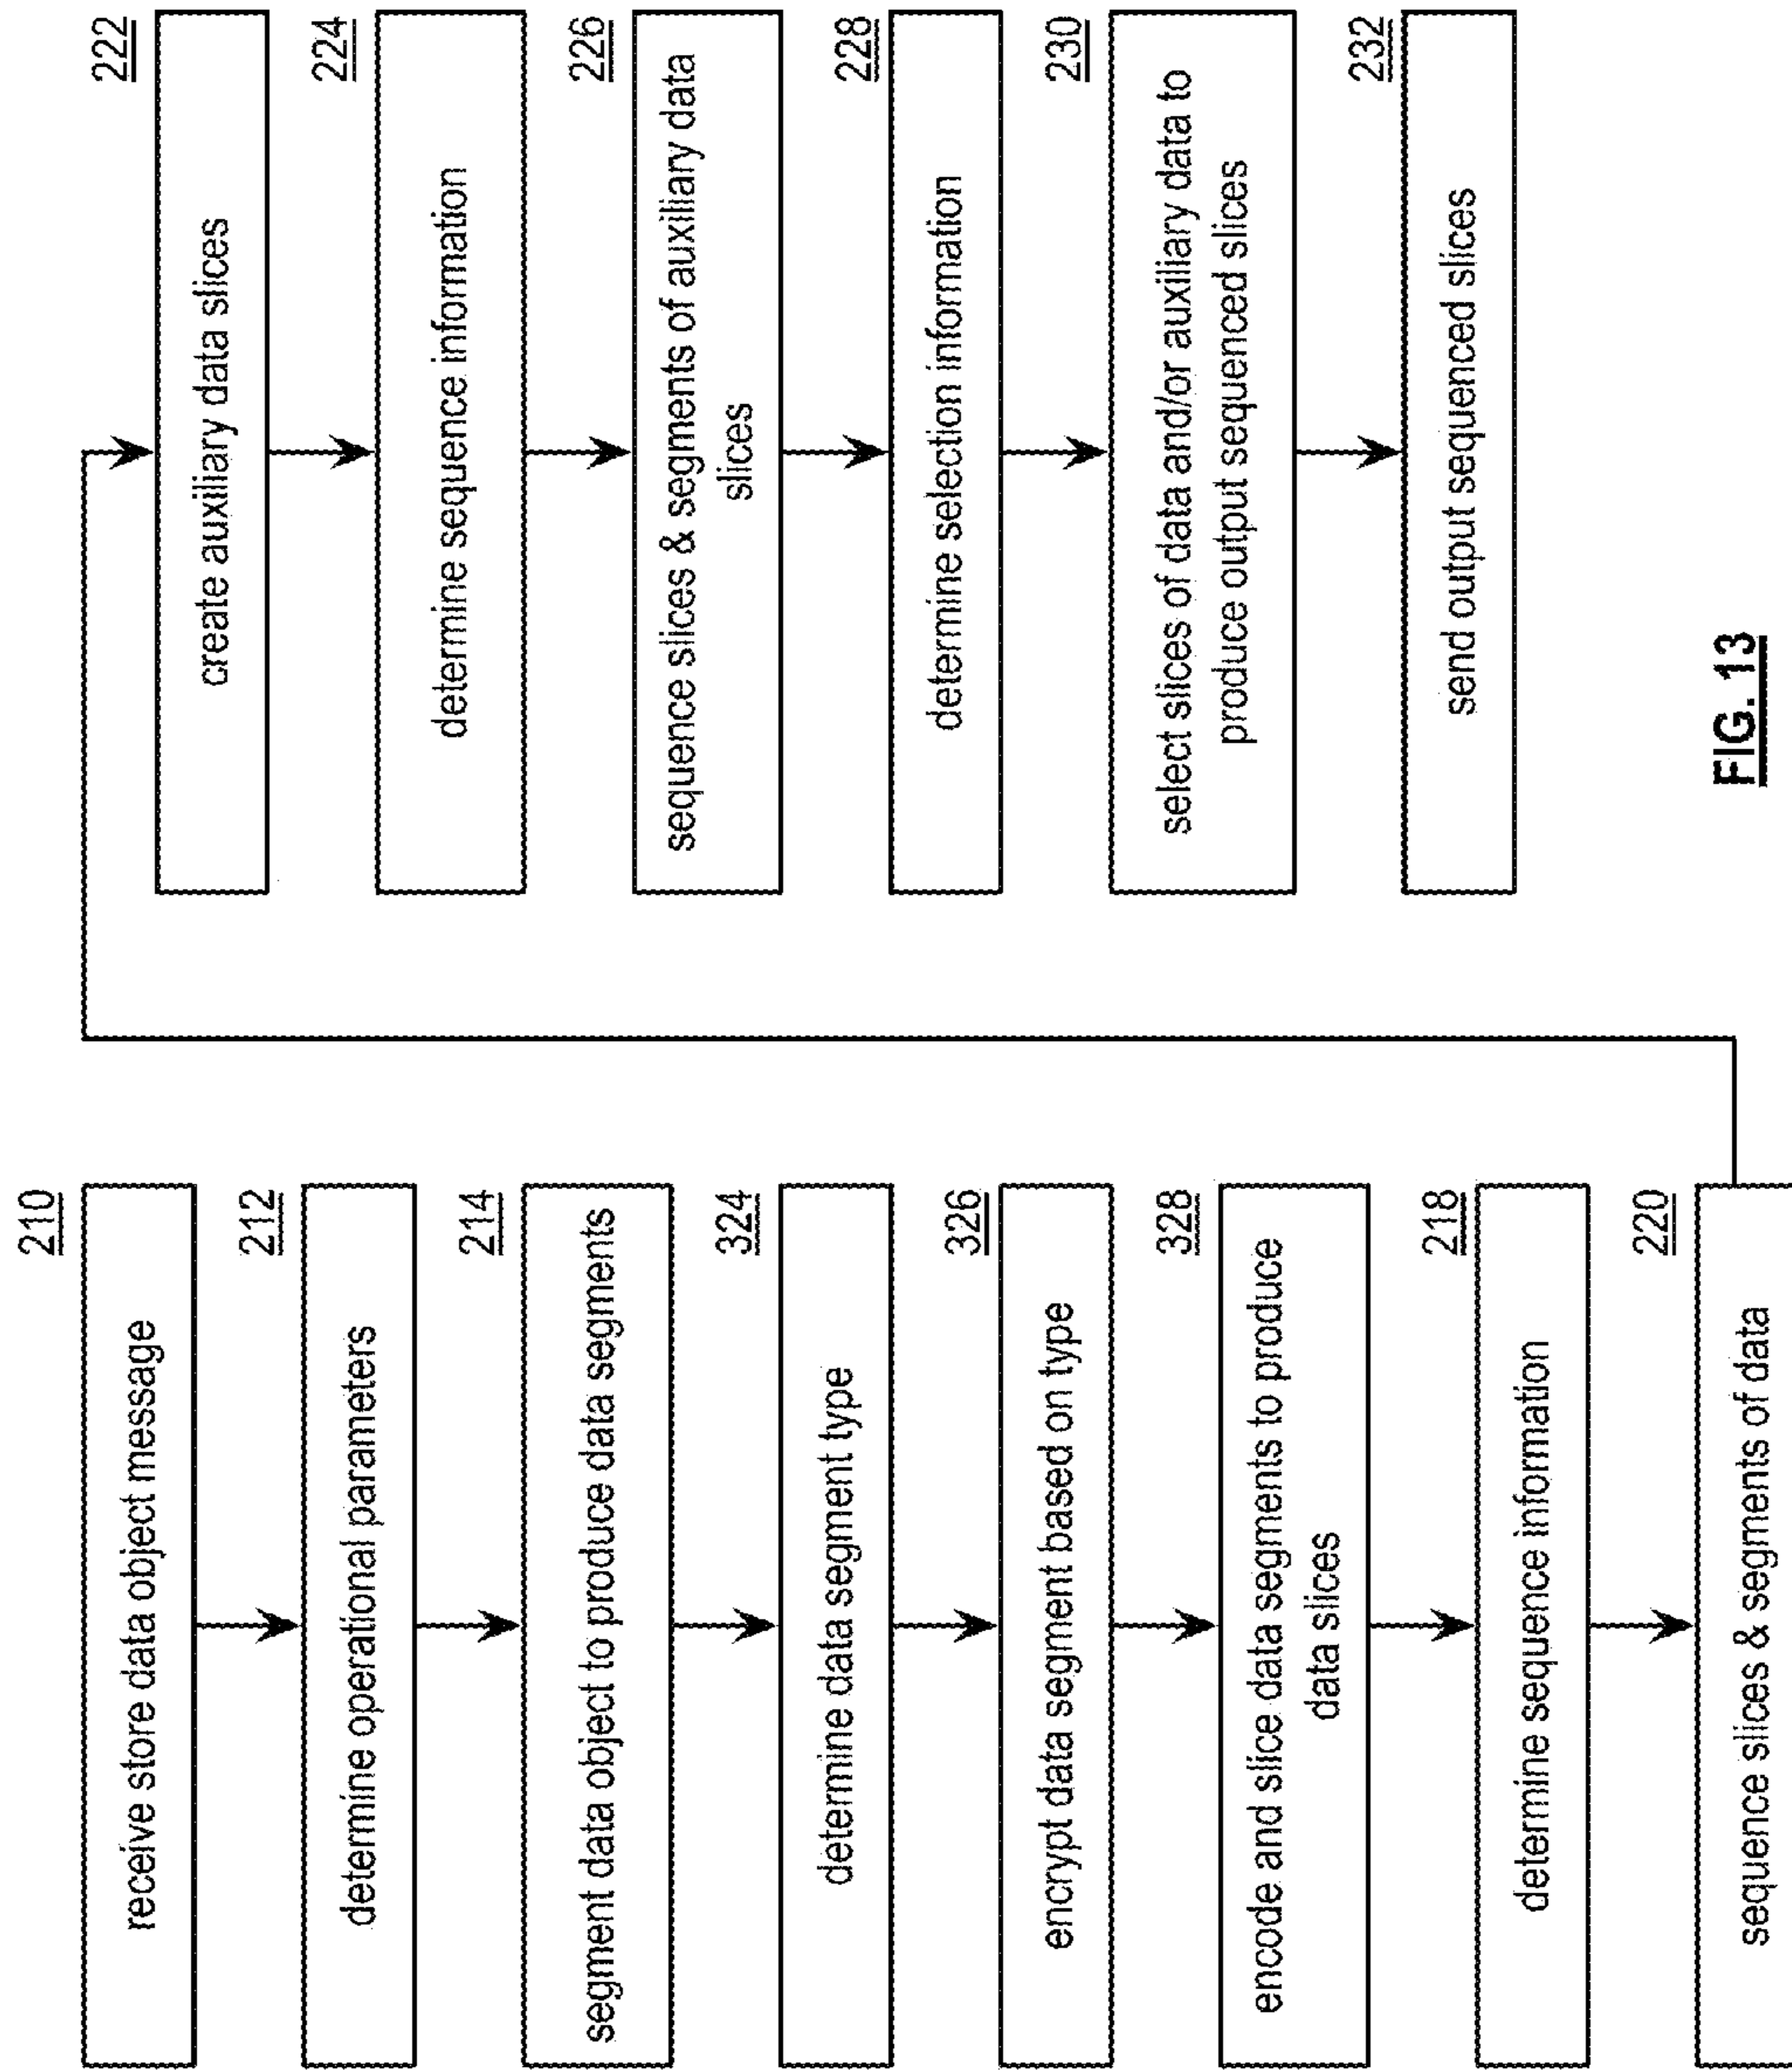 210
receive store data object message
212
determine operational parameters
214
segment data object to produce data segments
324
determine data segment type
326
encrypt data segment based on type
328
encode and slice data segments to produce
data slices
218
determine sequence information
220
sequence slices & segments of data
222
create auxiliary data slices
224
determine sequence information
226
sequence slices & segments of auxiliary data
slices
228
determine selection information
230
select slices of data and/or auxiliary data to
produce output sequenced slices
232
send output sequenced slices
FIG. 13